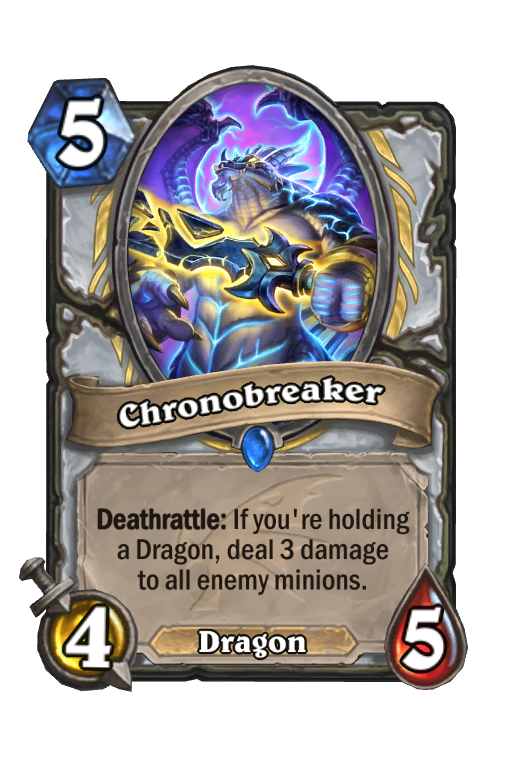 5
Chronobreaker
Deathrattle: If you're holding
a Dragon, deal 3 damage
to all enemy minions.
4
Dragon
5